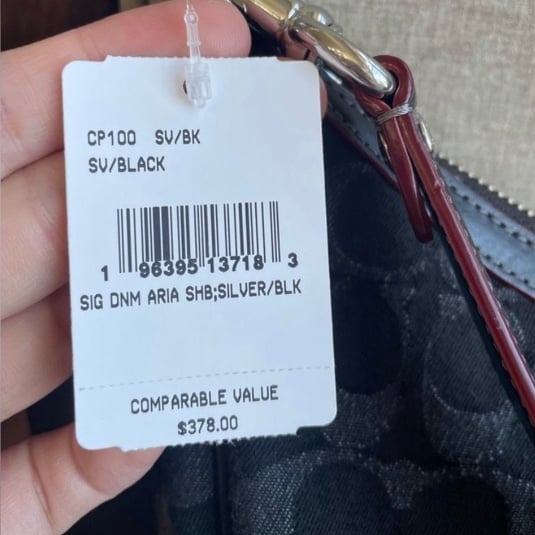 CP100 SV/BK
SV/BLACK
1 96395 13718 3
SIG DNM ARIA SHB;SILVER/BLK
COMPARABLE VALUE
$378.00